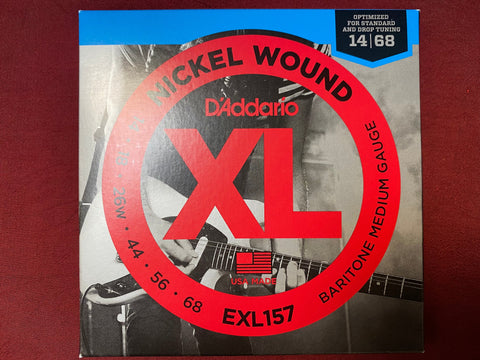 OPTIMIZED
FOR STANDARD
AND DROP TUNING
14|68
NICKEL WOUND
D'Addario
XL
26W • 44 • 56 • 68
USA MADE
BARITONE MEDIUM GAUGE
EXL157